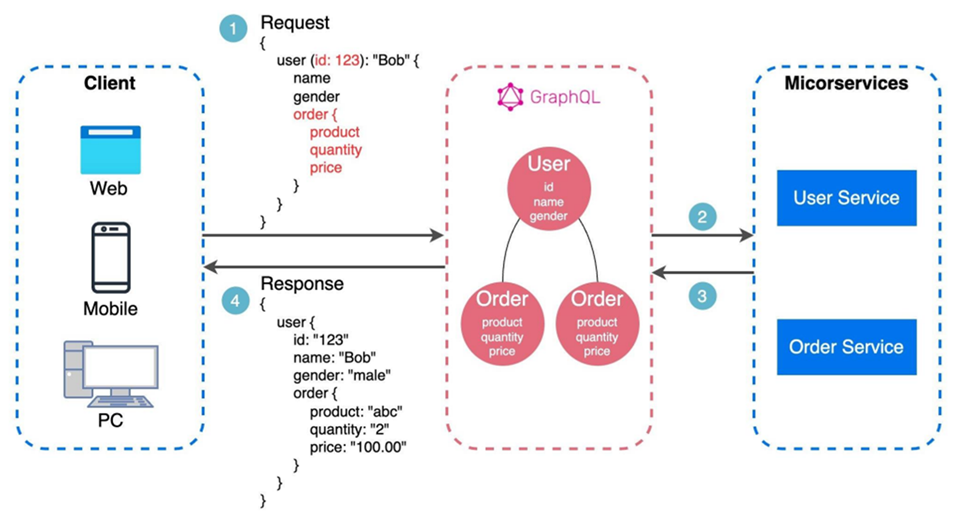 Client
Web
Mobile
PC
1
Request
{
user (id: 123): "Bob" {
name
gender
order {
product
quantity
price
}
}
}
4
Response
{
user {
id: "123"
name: "Bob"
gender: "male"
order {
product: "abc"
quantity: "2"
price: "100.00"
}
}
}
GraphQL
User
id
name
gender
Order
product
quantity
price
Order
product
quantity
price
2
3
Micorservices
User Service
Order Service